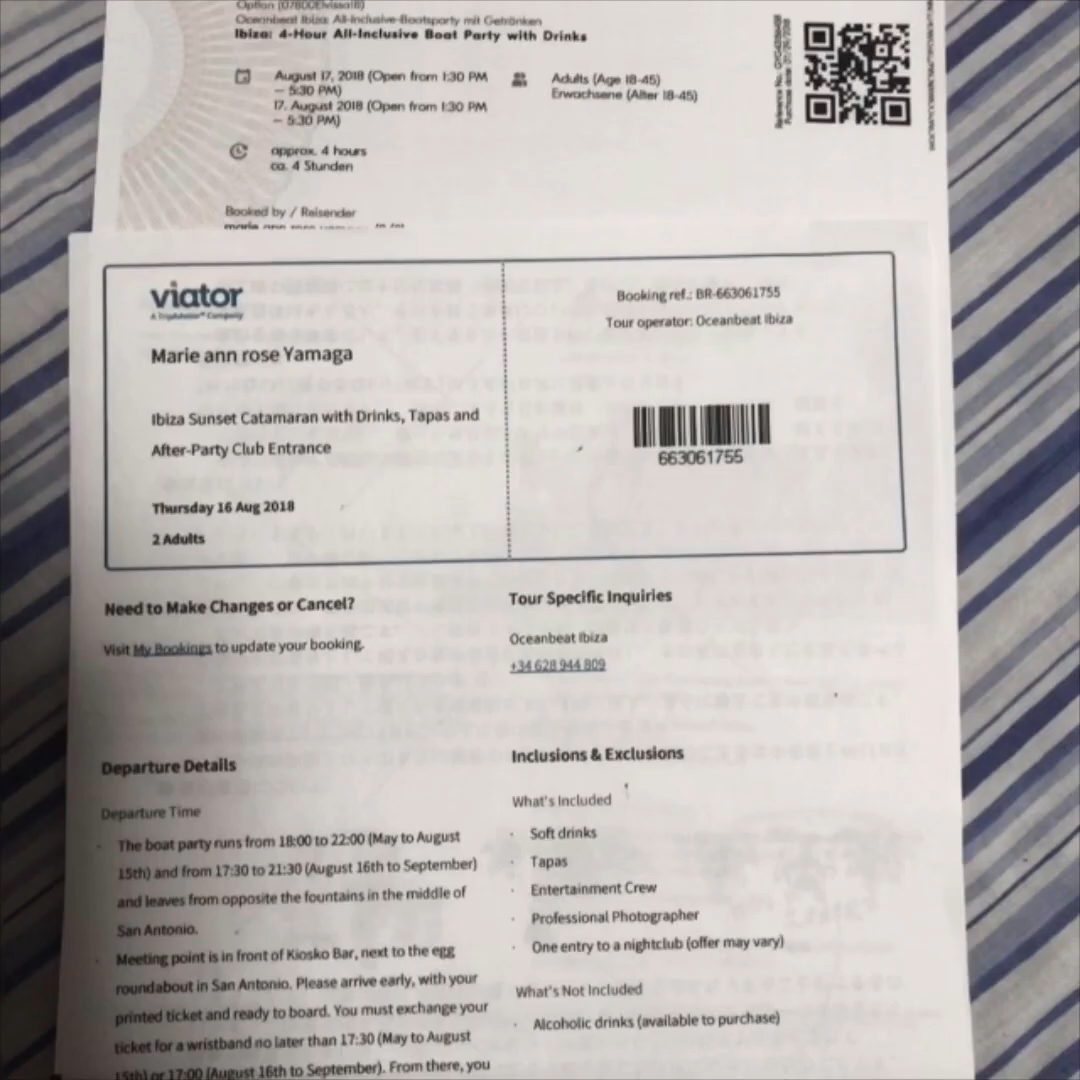 Oceanbeat Ibiza: All-Inclusive-Bootsparty mit Getränken
Ibiza: 4-Hour All-Inclusive Boat Party with Drinks
August 17, 2018 (Open from 1:30 PM
– 5:30 PM)
17. August 2018 (Open from 1:30 PM
– 5:30 PM)
Adults (Age 18-45)
Erwachsene (Alter 18-45)
approx. 4 hours
ca. 4 Stunden
Booked by / Reisender
viator
A TripAdvisor® Company
Marie ann rose Yamaga
Ibiza Sunset Catamaran with Drinks, Tapas and
After-Party Club Entrance
Thursday 16 Aug 2018
2 Adults
Booking ref.: BR-663061755
Tour operator: Oceanbeat Ibiza
663061755
Need to Make Changes or Cancel?
Visit My Bookings to update your booking.
Tour Specific Inquiries
Oceanbeat Ibiza
+34 628 944 809
Departure Details
Departure Time
· The boat party runs from 18:00 to 22:00 (May to August
15th) and from 17:30 to 21:30 (August 16th to September)
and leaves from opposite the fountains in the middle of
San Antonio.
· Meeting point is in front of Kiosko Bar, next to the egg
roundabout in San Antonio. Please arrive early, with your
printed ticket and ready to board. You must exchange your
ticket for a wristband no later than 17:30 (May to August
15th) or 17:00 (August 16th to September). From there, you
Inclusions & Exclusions
What's Included
· Soft drinks
· Tapas
· Entertainment Crew
· Professional Photographer
· One entry to a nightclub (offer may vary)
What's Not Included
· Alcoholic drinks (available to purchase)